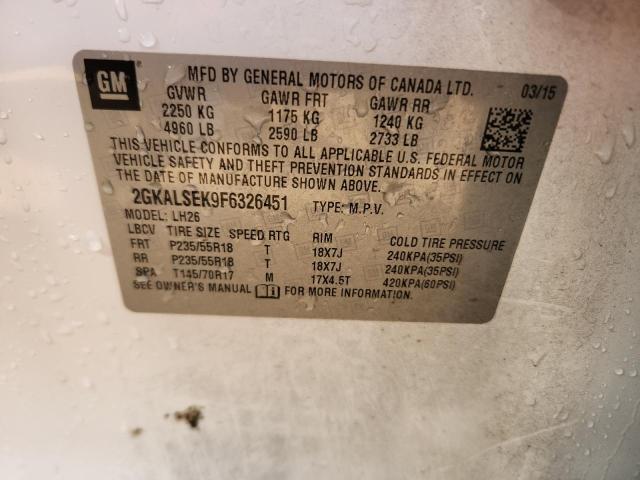 GM
MFD BY GENERAL MOTORS OF CANADA LTD. 03/15
GVWR GAWR FRT GAWR RR
2250 KG 1175 KG 1240 KG
4960 LB 2590 LB 2733 LB
THIS VEHICLE CONFORMS TO ALL APPLICABLE U.S. FEDERAL MOTOR
VEHICLE SAFETY AND THEFT PREVENTION STANDARDS IN EFFECT ON
THE DATE OF MANUFACTURE SHOWN ABOVE.
2GKALSEK9F6326451 TYPE: M.P.V.
MODEL: LH26
LBCV TIRE SIZE SPEED RTG RIM COLD TIRE PRESSURE
FRT P235/55R18 T 18X7J 240KPA(35PSI)
RR P235/55R18 T 18X7J 240KPA(35PSI)
SPA T145/70R17 M 17X4.5T 420KPA(60PSI)
SEE OWNER'S MANUAL FOR MORE INFORMATION.